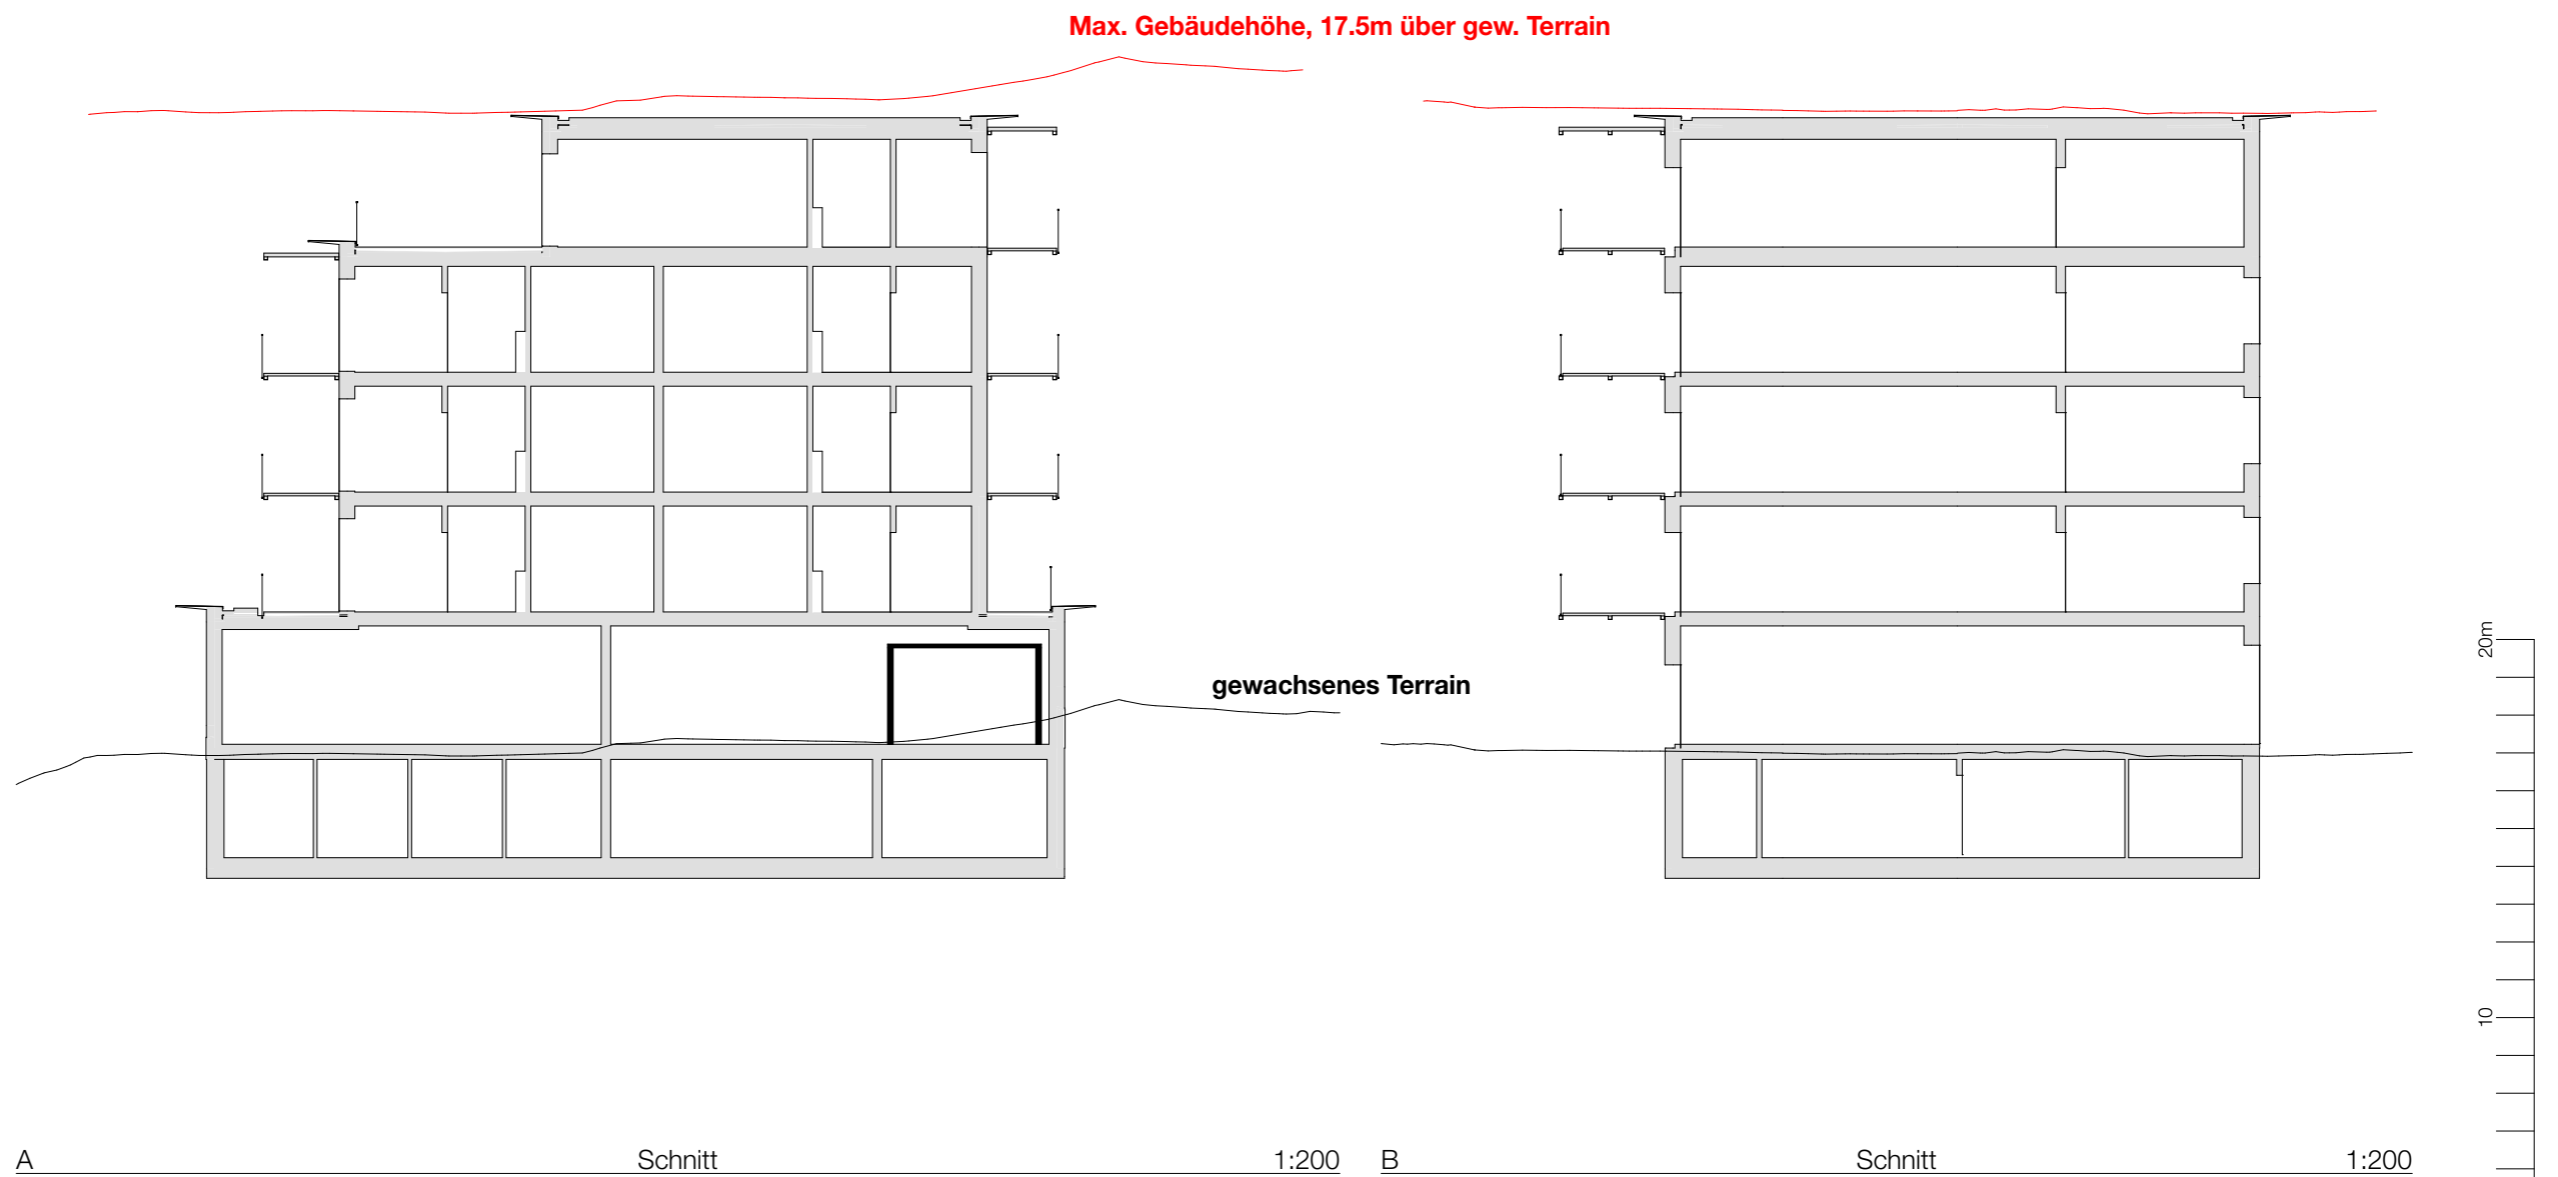 Max. Gebäudehöhe, 17.5m über gew. Terrain
gewachsenes Terrain
20m
10
A Schnitt 1:200
B Schnitt 1:200